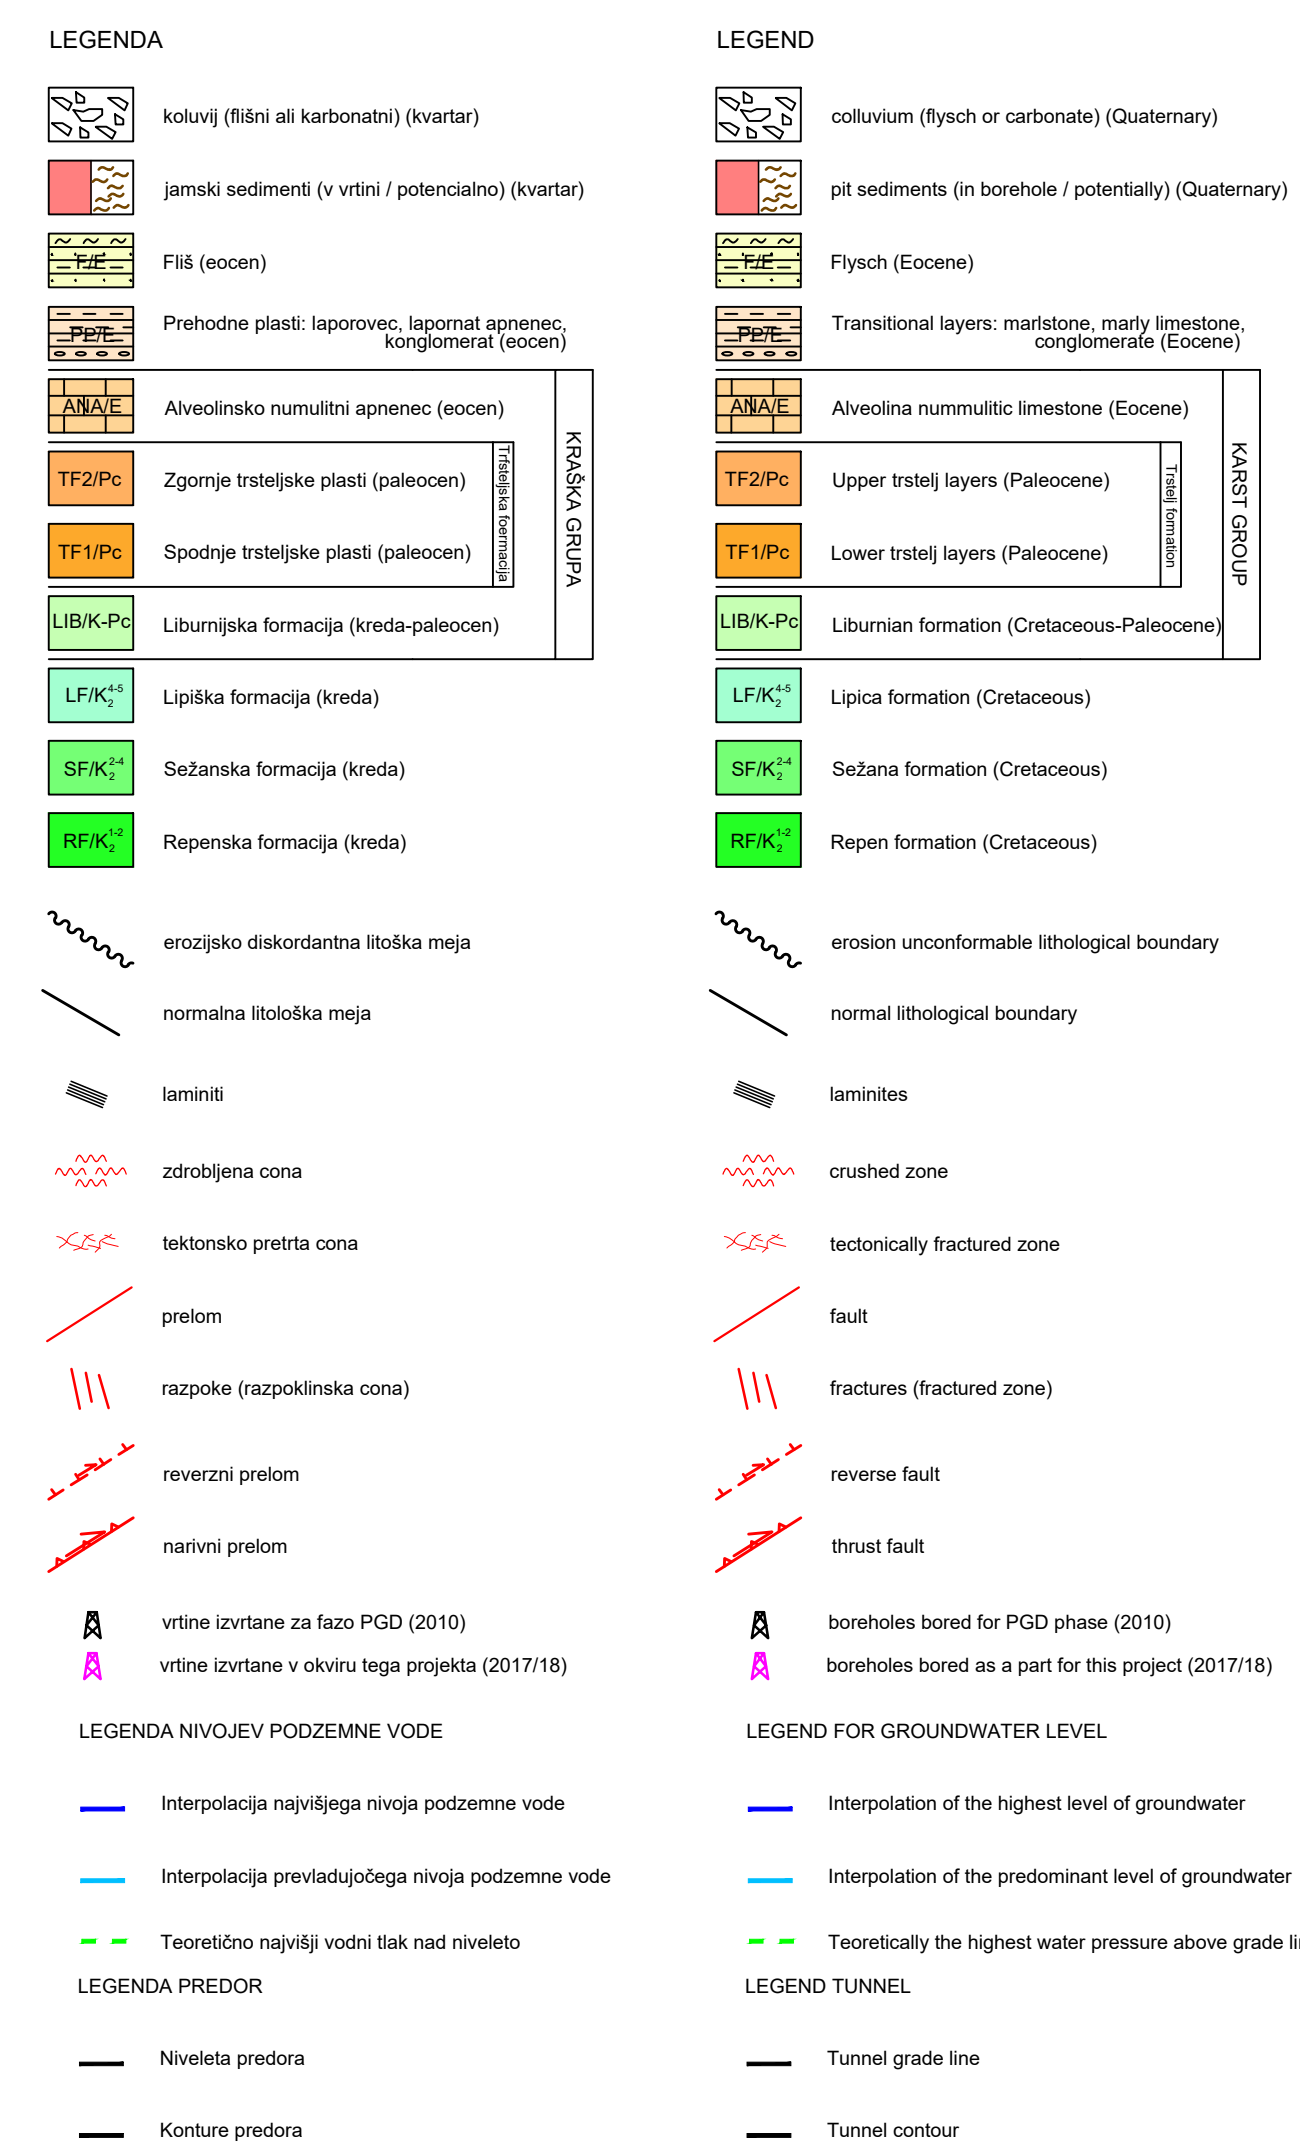 LEGENDA
koluvij (flišni ali karbonatni) (kvartar)
jamski sedimenti (v vrtini / potencialno) (kvartar)
F/E
Fliš (eocen)
PP/E
Prehodne plasti: laporovec, lapornat apnenec,
konglomerat (eocen)
ANA/E
Alveolinsko numulitni apnenec (eocen)
TF2/Pc
Zgornje trsteljske plasti (paleocen)
TF1/Pc
Spodnje trsteljske plasti (paleocen)
Trfsteljska foermacija
KRAŠKA GRUPA
LIB/K-Pc
Liburnijska formacija (kreda-paleocen)
LF/K₂⁴⁻⁵
Lipiška formacija (kreda)
SF/K₂²⁻⁴
Sežanska formacija (kreda)
RF/K₂¹⁻²
Repenska formacija (kreda)
erozijsko diskordantna litoška meja
normalna litološka meja
laminiti
zdrobljena cona
tektonsko pretrta cona
prelom
razpoke (razpoklinska cona)
reverzni prelom
narivni prelom
vrtine izvrtane za fazo PGD (2010)
vrtine izvrtane v okviru tega projekta (2017/18)
LEGENDA NIVOJEV PODZEMNE VODE
Interpolacija najvišjega nivoja podzemne vode
Interpolacija prevladujočega nivoja podzemne vode
Teoretično najvišji vodni tlak nad niveleto
LEGENDA PREDOR
Niveleta predora
Konture predora
LEGEND
colluvium (flysch or carbonate) (Quaternary)
pit sediments (in borehole / potentially) (Quaternary)
F/E
Flysch (Eocene)
PP/E
Transitional layers: marlstone, marly limestone,
conglomerate (Eocene)
ANA/E
Alveolina nummulitic limestone (Eocene)
TF2/Pc
Upper trstelj layers (Paleocene)
TF1/Pc
Lower trstelj layers (Paleocene)
Trstelj formation
KARST GROUP
LIB/K-Pc
Liburnian formation (Cretaceous-Paleocene)
LF/K₂⁴⁻⁵
Lipica formation (Cretaceous)
SF/K₂²⁻⁴
Sežana formation (Cretaceous)
RF/K₂¹⁻²
Repen formation (Cretaceous)
erosion unconformable lithological boundary
normal lithological boundary
laminites
crushed zone
tectonically fractured zone
fault
fractures (fractured zone)
reverse fault
thrust fault
boreholes bored for PGD phase (2010)
boreholes bored as a part for this project (2017/18)
LEGEND FOR GROUNDWATER LEVEL
Interpolation of the highest level of groundwater
Interpolation of the predominant level of groundwater
Teoretically the highest water pressure above grade
LEGEND TUNNEL
Tunnel grade line
Tunnel contour